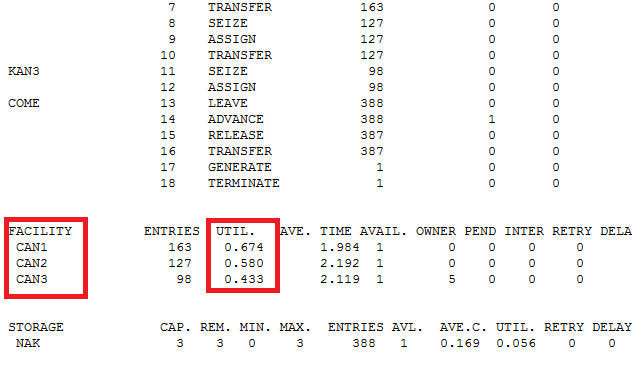 7 TRANSFER 163 0 0
8 SEIZE 127 0 0
9 ASSIGN 127 0 0
10 TRANSFER 127 0 0
KAN3 11 SEIZE 98 0 0
12 ASSIGN 98 0 0
COME 13 LEAVE 388 0 0
14 ADVANCE 388 1 0
15 RELEASE 387 0 0
16 TRANSFER 387 0 0
17 GENERATE 1 0 0
18 TERMINATE 1 0 0
FACILITY ENTRIES UTIL. AVE. TIME AVAIL. OWNER PEND INTER RETRY DELA
CAN1 163 0.674 1.984 1 0 0 0 0
CAN2 127 0.580 2.192 1 0 0 0 0
CAN3 98 0.433 2.119 1 5 0 0 0
STORAGE CAP. REM. MIN. MAX. ENTRIES AVL. AVE.C. UTIL. RETRY DELAY
NAK 3 3 0 3 388 1 0.169 0.056 0 0